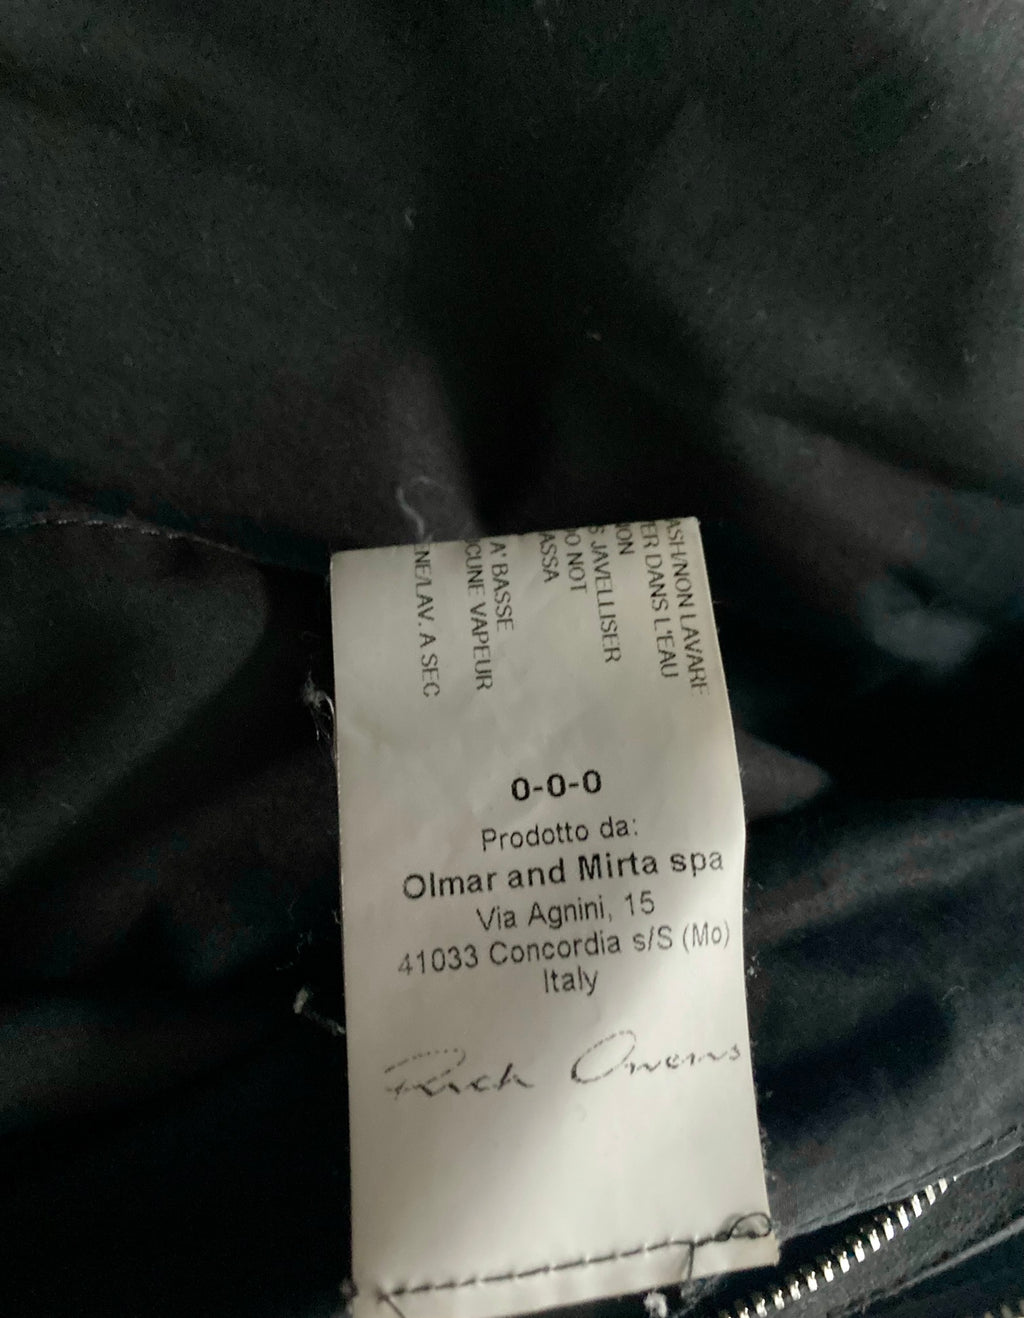 ASH/NON LAVARE
ER DANS L'EAU
ION
S JAVELLISER
O NOT
ASSA
A' BASSE
CUNE VAPEUR
NE/LAV. A SEC
0-0-0
Prodotto da:
Olmar and Mirta spa
Via Agnini, 15
41033 Concordia s/S (Mo)
Italy
Rick Owens